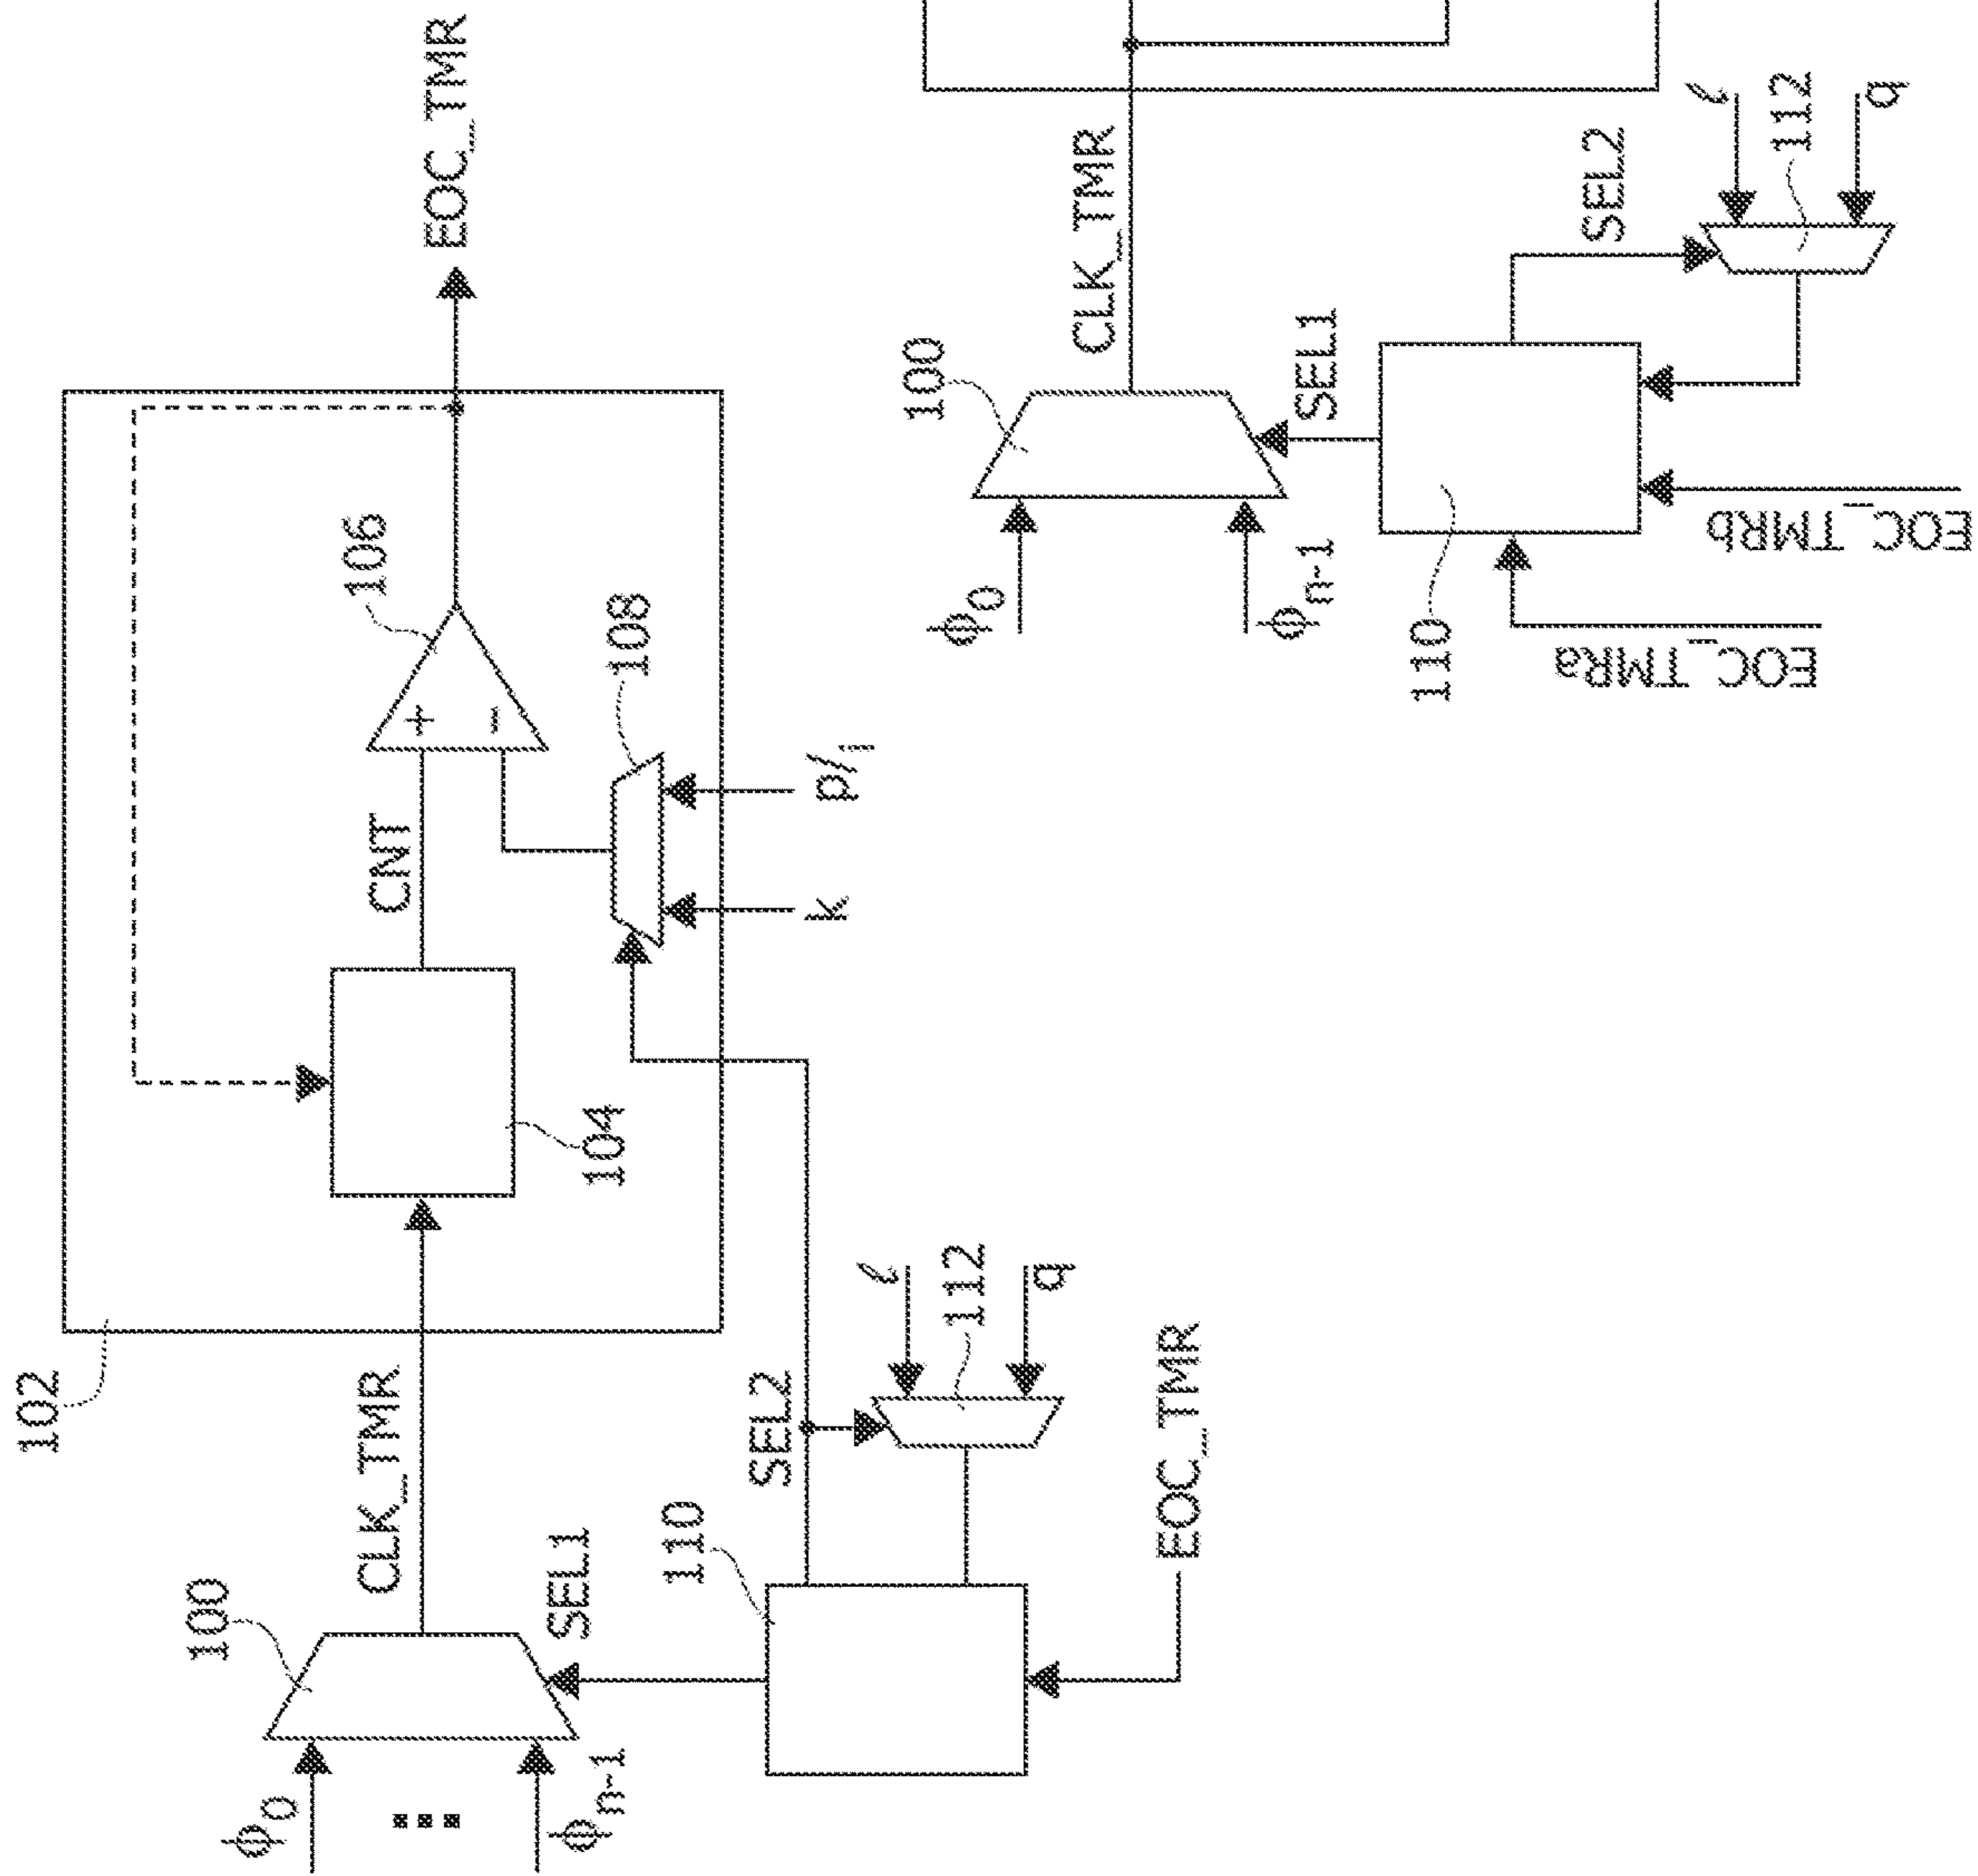 102
EOC_TMR
106
CNT
+
-
108
104
k
p/i
CLK_TMR
100
ϕ0
...
ϕn-1
SEL1
SEL2
110
ℓ
112
q
EOC_TMR
100
CLK_TMR
ϕ0
ϕn-1
SEL1
SEL2
110
ℓ
112
q
EOC_TMRa
EOC_TMRb